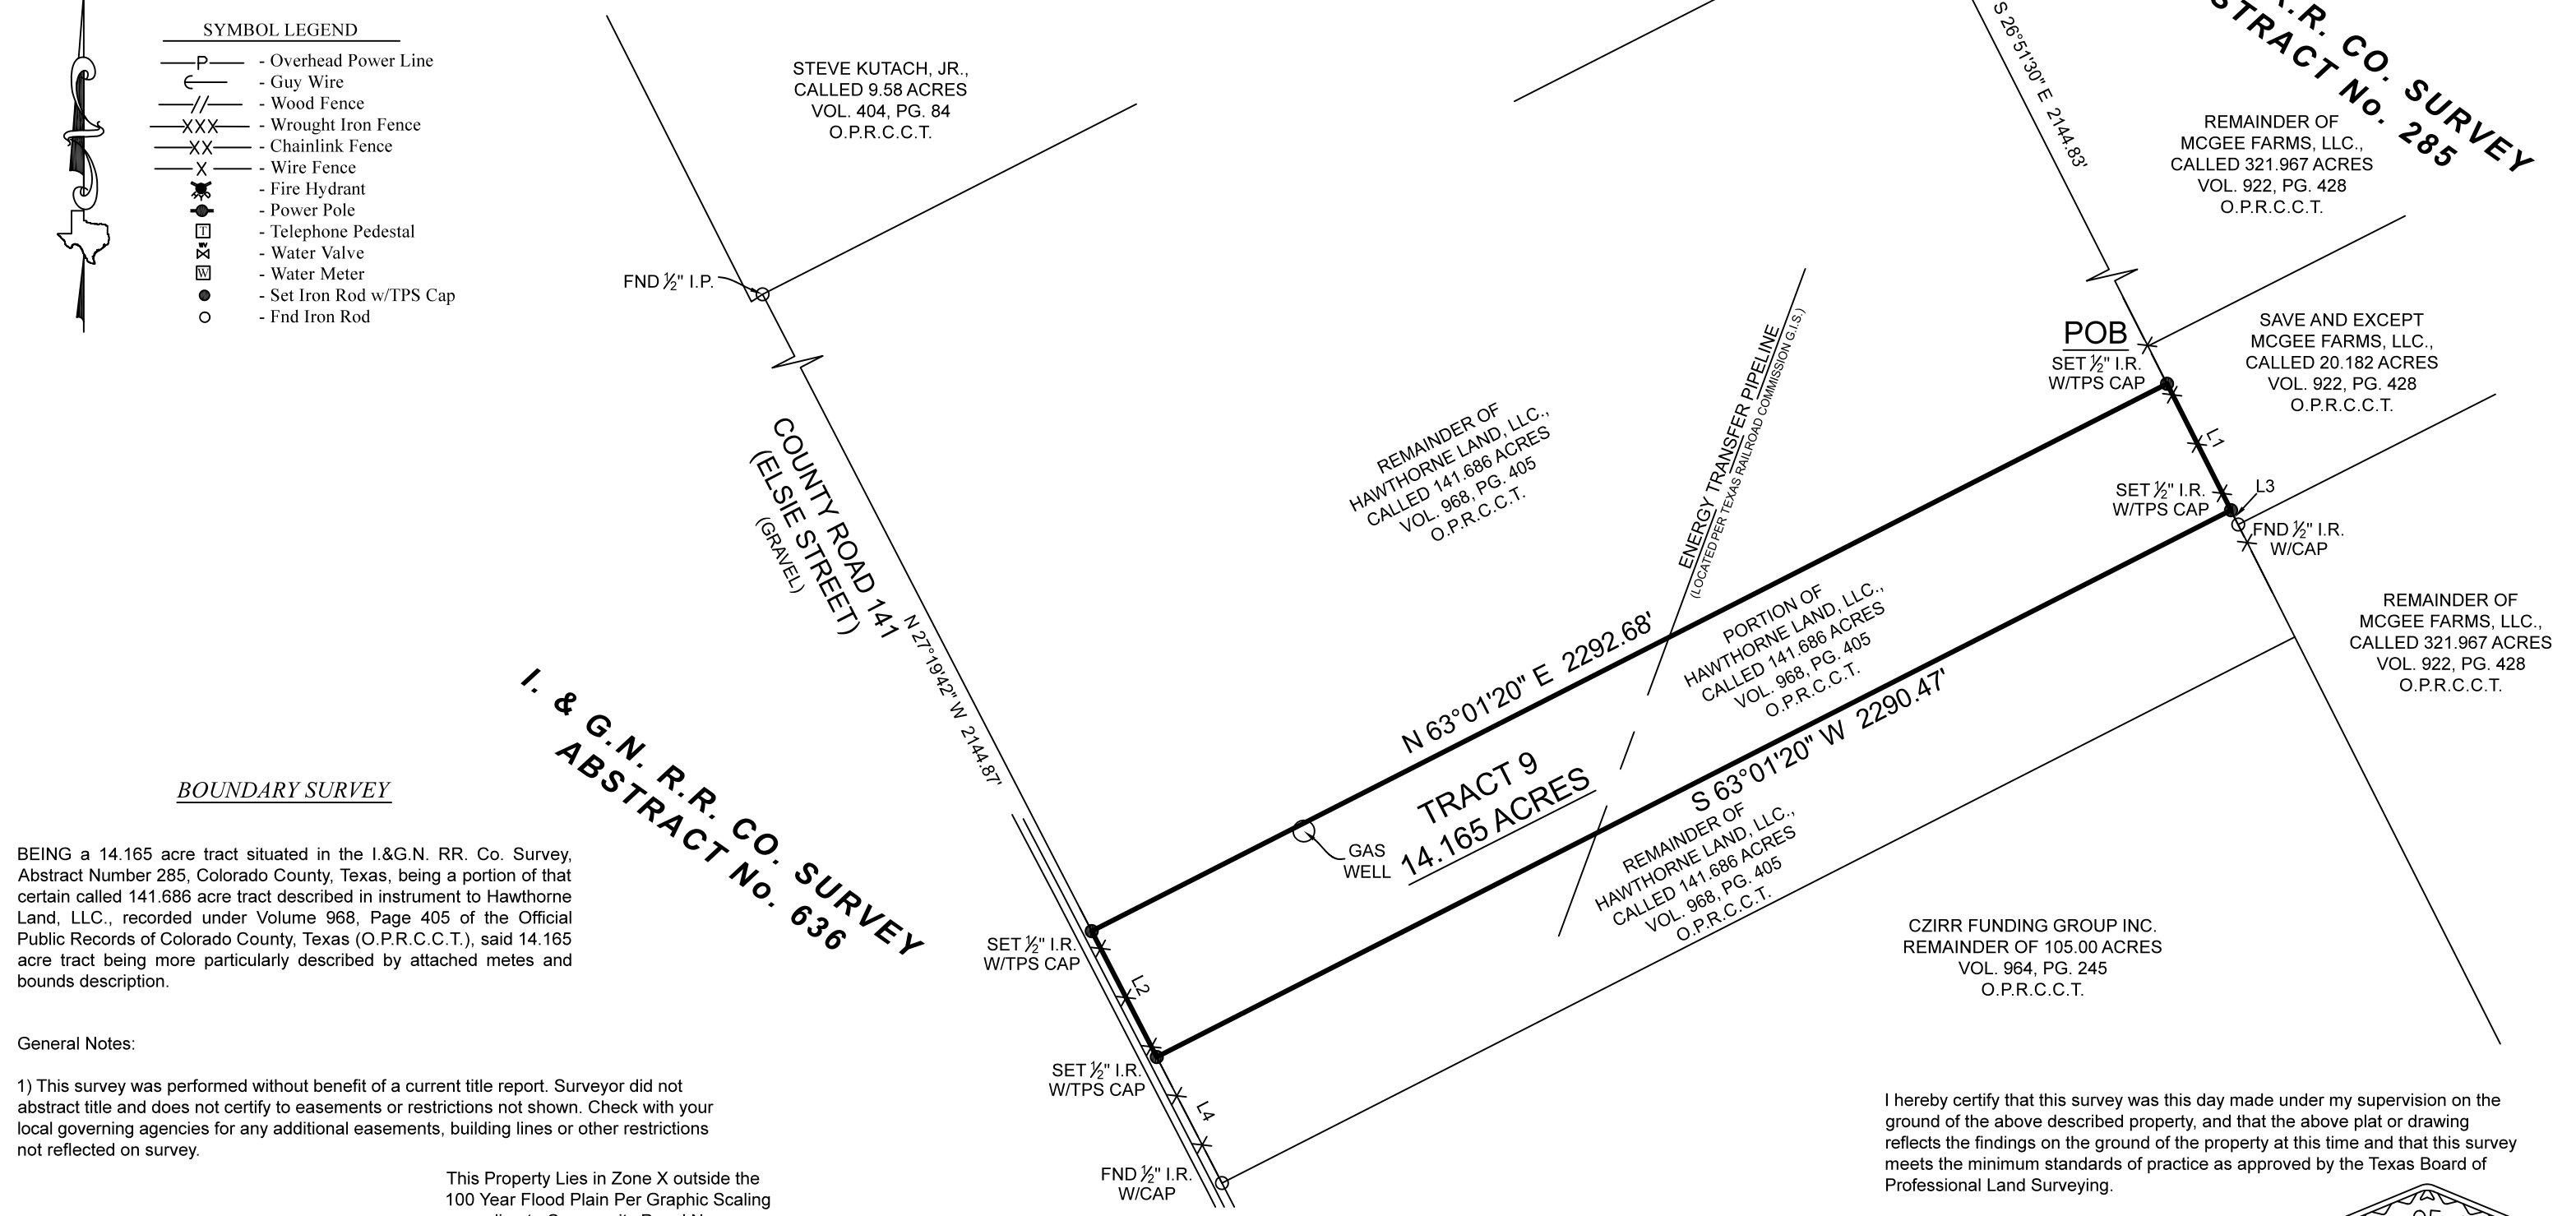 SYMBOL LEGEND
P - Overhead Power Line
- Guy Wire
// - Wood Fence
XXX - Wrought Iron Fence
XX - Chainlink Fence
X - Wire Fence
- Fire Hydrant
- Power Pole
T - Telephone Pedestal
WV - Water Valve
W - Water Meter
- Set Iron Rod w/TPS Cap
- Fnd Iron Rod
STEVE KUTACH, JR.,
CALLED 9.58 ACRES
VOL. 404, PG. 84
O.P.R.C.C.T.
FND ½" I.P.
S 26°51'30" E 2144.83'
R. CO. SURVEY
STRACT No. 285
REMAINDER OF
MCGEE FARMS, LLC.,
CALLED 321.967 ACRES
VOL. 922, PG. 428
O.P.R.C.C.T.
POB
SET ½" I.R.
W/TPS CAP
SAVE AND EXCEPT
MCGEE FARMS, LLC.,
CALLED 20.182 ACRES
VOL. 922, PG. 428
O.P.R.C.C.T.
L1
SET ½" I.R.
W/TPS CAP
L3
FND ½" I.R.
W/CAP
REMAINDER OF
MCGEE FARMS, LLC.,
CALLED 321.967 ACRES
VOL. 922, PG. 428
O.P.R.C.C.T.
ENERGY TRANSFER PIPELINE
(LOCATED PER TEXAS RAILROAD COMMISSION G.I.S.)
REMAINDER OF
HAWTHORNE LAND, LLC.,
CALLED 141.686 ACRES
VOL. 968, PG. 405
O.P.R.C.C.T.
COUNTY ROAD 141
(ELSIE STREET)
(GRAVEL)
N 27°19'42" W 2144.87'
N 63°01'20" E 2292.68'
PORTION OF
HAWTHORNE LAND, LLC.,
CALLED 141.686 ACRES
VOL. 968, PG. 405
O.P.R.C.C.T.
S 63°01'20" W 2290.47'
TRACT 9
14.165 ACRES
GAS
WELL
REMAINDER OF
HAWTHORNE LAND, LLC.,
CALLED 141.686 ACRES
VOL. 968, PG. 405
O.P.R.C.C.T.
I. & G.N. R.R. CO. SURVEY
ABSTRACT No. 636
SET ½" I.R.
W/TPS CAP
L2
SET ½" I.R.
W/TPS CAP
L4
FND ½" I.R.
W/CAP
CZIRR FUNDING GROUP INC.
REMAINDER OF 105.00 ACRES
VOL. 964, PG. 245
O.P.R.C.C.T.
BOUNDARY SURVEY
BEING a 14.165 acre tract situated in the I.&G.N. RR. Co. Survey,
Abstract Number 285, Colorado County, Texas, being a portion of that
certain called 141.686 acre tract described in instrument to Hawthorne
Land, LLC., recorded under Volume 968, Page 405 of the Official
Public Records of Colorado County, Texas (O.P.R.C.C.T.), said 14.165
acre tract being more particularly described by attached metes and
bounds description.
General Notes:
1) This survey was performed without benefit of a current title report. Surveyor did not
abstract title and does not certify to easements or restrictions not shown. Check with your
local governing agencies for any additional easements, building lines or other restrictions
not reflected on survey.
This Property Lies in Zone X outside the
100 Year Flood Plain Per Graphic Scaling
I hereby certify that this survey was this day made under my supervision on the
ground of the above described property, and that the above plat or drawing
reflects the findings on the ground of the property at this time and that this survey
meets the minimum standards of practice as approved by the Texas Board of
Professional Land Surveying.